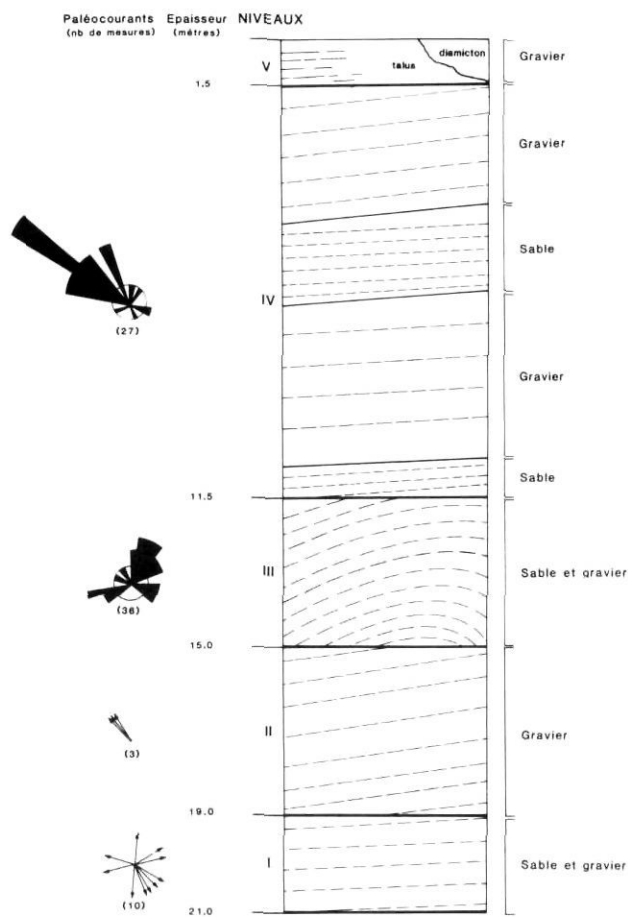 Paléocourants Epaisseur NIVEAUX
(nb de mesures) (mètres)
V
talus
diamicton
Gravier
1.5
Gravier
Sable
(27)
IV
Gravier
Sable
11.5
III
Sable et gravier
(36)
15.0
II
Gravier
(3)
19.0
I
Sable et gravier
(10)
21.0